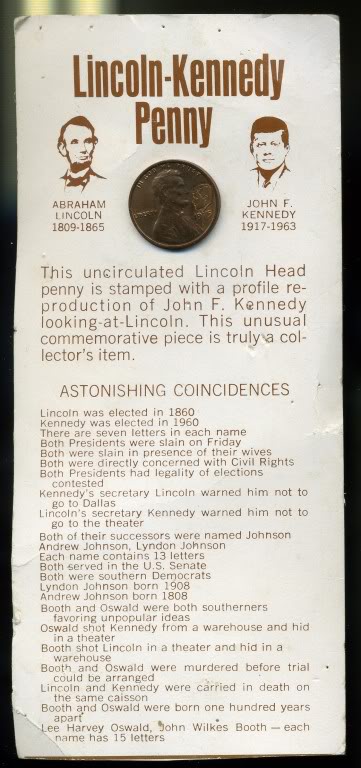 Lincoln-Kennedy
Penny
ABRAHAM
LINCOLN
1809-1865
JOHN F.
KENNEDY
1917-1963
This uncirculated Lincoln Head
penny is stamped with a profile re-
production of John F. Kennedy
looking-at-Lincoln. This unusual
commemorative piece is truly a col-
lector's item.
ASTONISHING COINCIDENCES
Lincoln was elected in 1860
Kennedy was elected in 1960
There are seven letters in each name
Both Presidents were slain on Friday
Both were slain in presence of their wives
Both were directly concerned with Civil Rights
Both Presidents had legality of elections
contested
Kennedy's secretary Lincoln warned him not to
go to Dallas
Lincoln's secretary Kennedy warned him not to
go to the theater
Both of their successors were named Johnson
Andrew Johnson, Lyndon Johnson
Each name contains 13 letters
Both served in the U.S. Senate
Both were southern Democrats
Lyndon Johnson born 1908
Andrew Johnson born 1808
Booth and Oswald were both southerners
favoring unpopular ideas
Oswald shot Kennedy from a warehouse and hid
in a theater
Booth shot Lincoln in a theater and hid in a
warehouse
Booth and Oswald were murdered before trial
could be arranged
Lincoln and Kennedy were carried in death on
the same caisson
Booth and Oswald were born one hundred years
apart
Lee Harvey Oswald, John Wilkes Booth — each
name has 15 letters